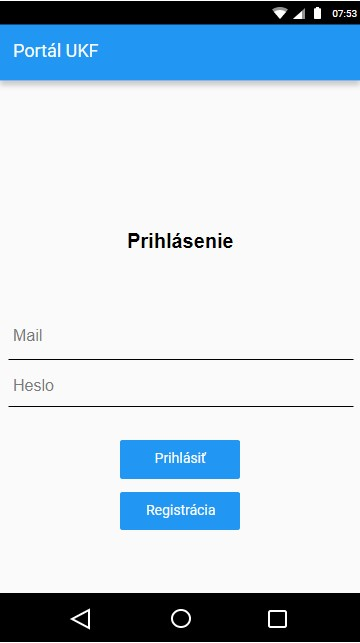 07:53
Portál UKF
Prihlásenie
Mail
Heslo
Prihlásiť
Registrácia